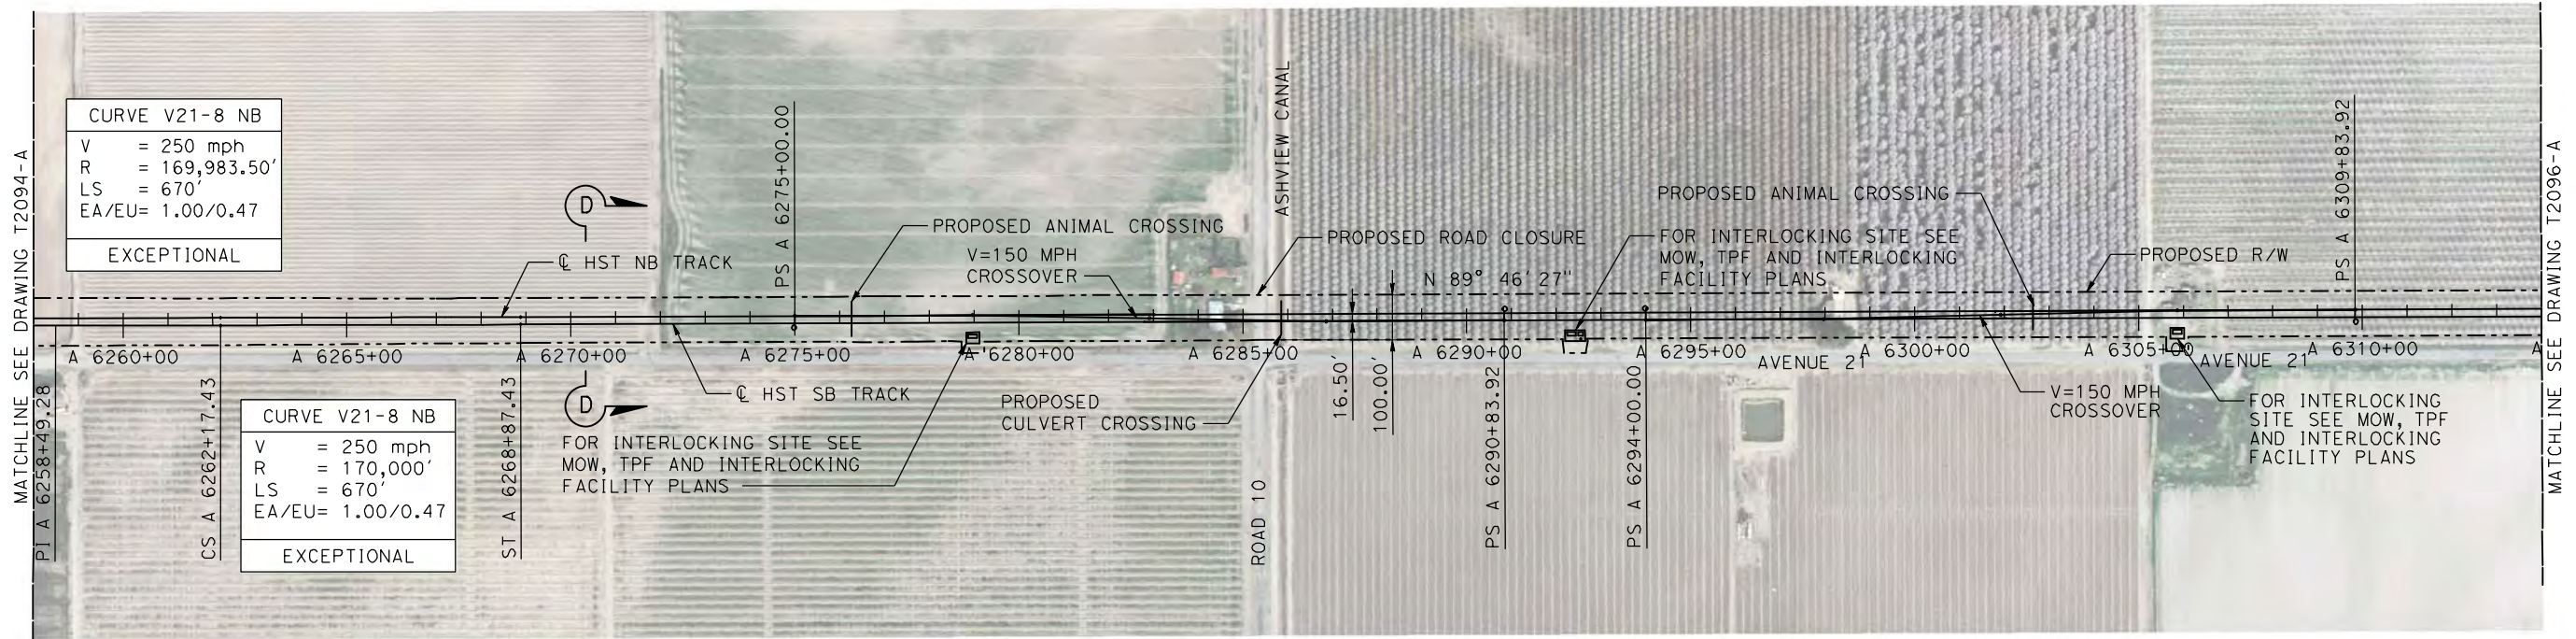 MATCHLINE SEE DRAWING T2094-A
CURVE V21-8 NB
V = 250 mph
R = 169,983.50'
LS = 670'
EA/EU= 1.00/0.47
EXCEPTIONAL
D
℄ HST NB TRACK
PS A 6275+00.00
PROPOSED ANIMAL CROSSING
V=150 MPH
CROSSOVER
ASHVIEW CANAL
PROPOSED ROAD CLOSURE
N 89° 46' 27"
PROPOSED ANIMAL CROSSING
FOR INTERLOCKING SITE SEE
MOW, TPF AND INTERLOCKING
FACILITY PLANS
PROPOSED R/W
PS A 6309+83.92
MATCHLINE SEE DRAWING T2096-A
A 6260+00
A 6265+00
A 6270+00
A 6275+00
A 6280+00
A 6285+00
A 6290+00
A 6295+00
A 6300+00
A 6305+00
A 6310+00
A
AVENUE 21
AVENUE 21
PI A 6258+49.28
CS A 6262+17.43
CURVE V21-8 NB
V = 250 mph
R = 170,000'
LS = 670'
EA/EU= 1.00/0.47
EXCEPTIONAL
ST A 6268+87.43
D
℄ HST SB TRACK
FOR INTERLOCKING SITE SEE
MOW, TPF AND INTERLOCKING
FACILITY PLANS
PROPOSED
CULVERT CROSSING
ROAD 10
16.50'
100.00'
PS A 6290+83.92
PS A 6294+00.00
V=150 MPH
CROSSOVER
FOR INTERLOCKING
SITE SEE MOW, TPF
AND INTERLOCKING
FACILITY PLANS